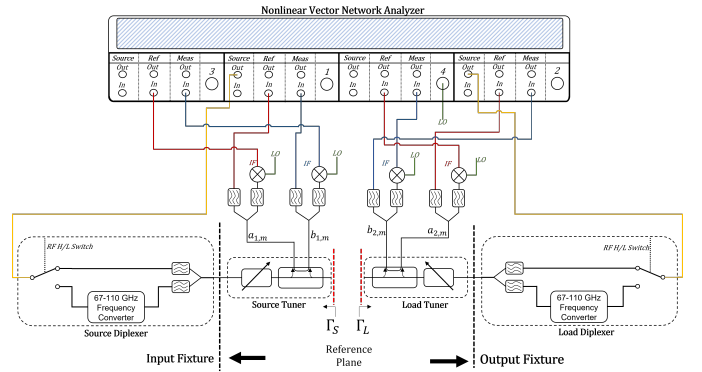 Nonlinear Vector Network Analyzer
Source Ref Meas Source Ref Meas Source Ref Meas Source Ref Meas
Out Out Out 3 Out Out Out 1 Out Out Out 4 Out Out Out 2
In In In In In In In In In In In In
LO
IF LO IF LO IF LO IF LO
a1,m b1,m b2,m a2,m
RF H/L Switch
RF H/L Switch
67-110 GHz
Frequency
Converter
Source Diplexer
Source Tuner
Load Tuner
67-110 GHz
Frequency
Converter
Load Diplexer
ΓS ΓL
Input Fixture
Reference
Plane
Output Fixture